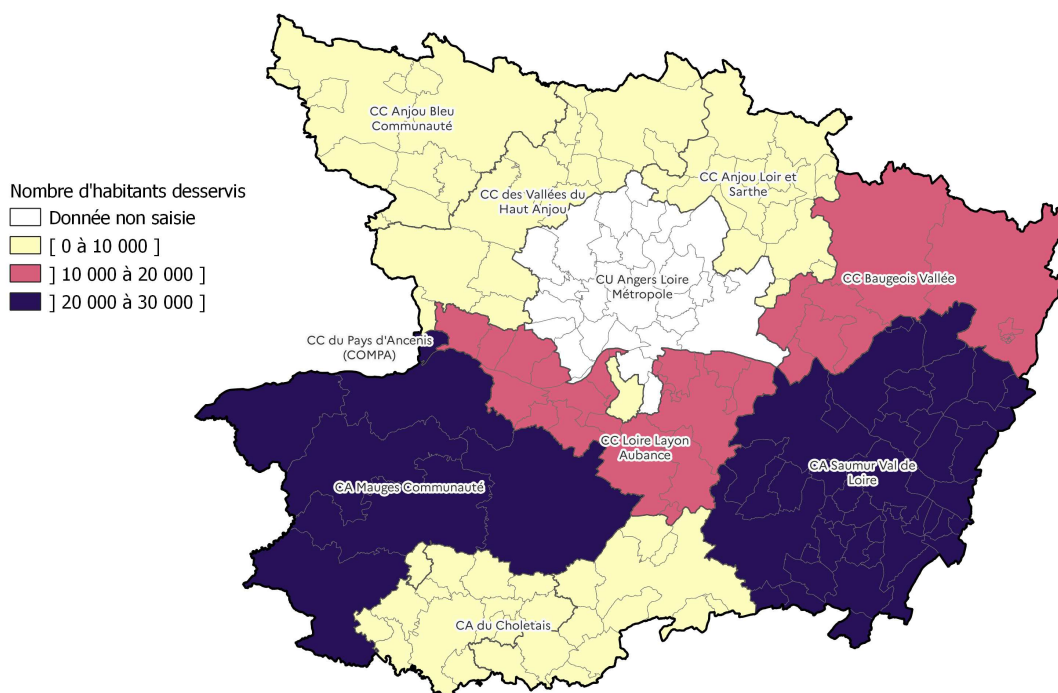 CC Anjou Bleu
Communauté
CC des Vallées du
Haut Anjou
CC Anjou Loir et
Sarthe
Nombre d'habitants desservis
Donnée non saisie
[ 0 à 10 000 ]
] 10 000 à 20 000 ]
] 20 000 à 30 000 ]
CU Angers Loire
Métropole
CC Baugeois Vallée
CC du Pays d'Ancenis
(COMPA)
CC Loire Layon
Aubance
CA Saumur Val de
Loire
CA Mauges Communauté
CA du Choletais